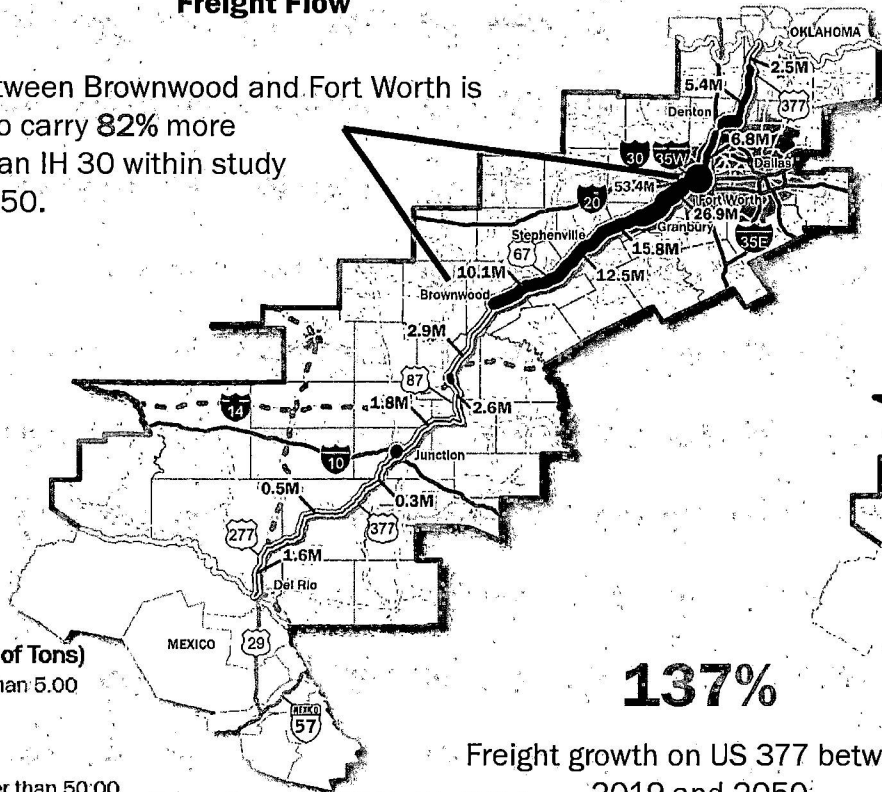 Freight Flow
tween Brownwood and Fort Worth is
o carry 82% more
an IH 30 within study
50.
OKLAHOMA
2.5M
5.4M
377
Denton
6.8M
30
35W
Dallas
53.4M
20
Fort Worth
26.9M
Granbury
35E
Stephenville
67
15.8M
10.1M
12.5M
Brownwood
2.9M
87
14
1.8M
2.6M
10
Junction
0.5M
0.3M
277
377
1.6M
Del Rio
MEXICO
29
of Tons)
han 5.00
MEXICO
57
137%
Freight growth on US 377 betw
2019 and 2050
er than 50:00